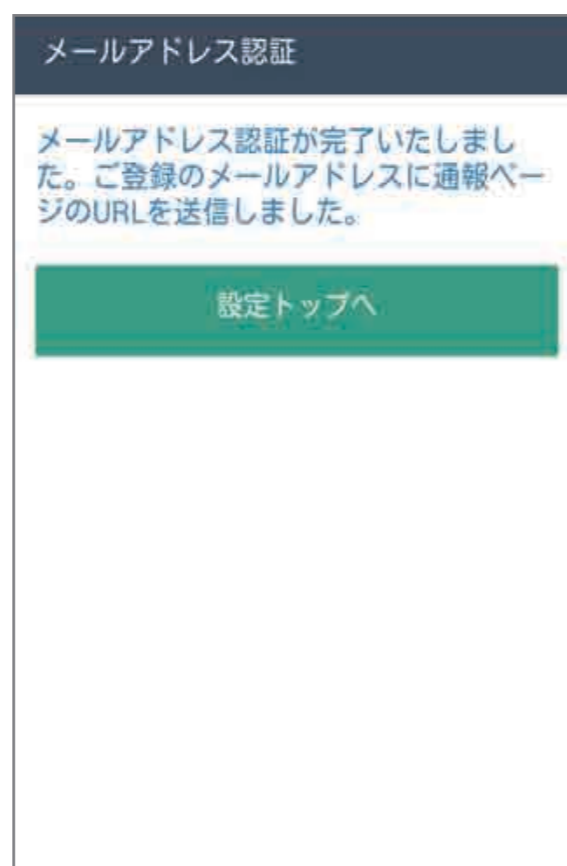 メールアドレス認証
メールアドレス認証が完了いたしまし
た。ご登録のメールアドレスに通報ペー
ジのURLを送信しました。
設定トップへ